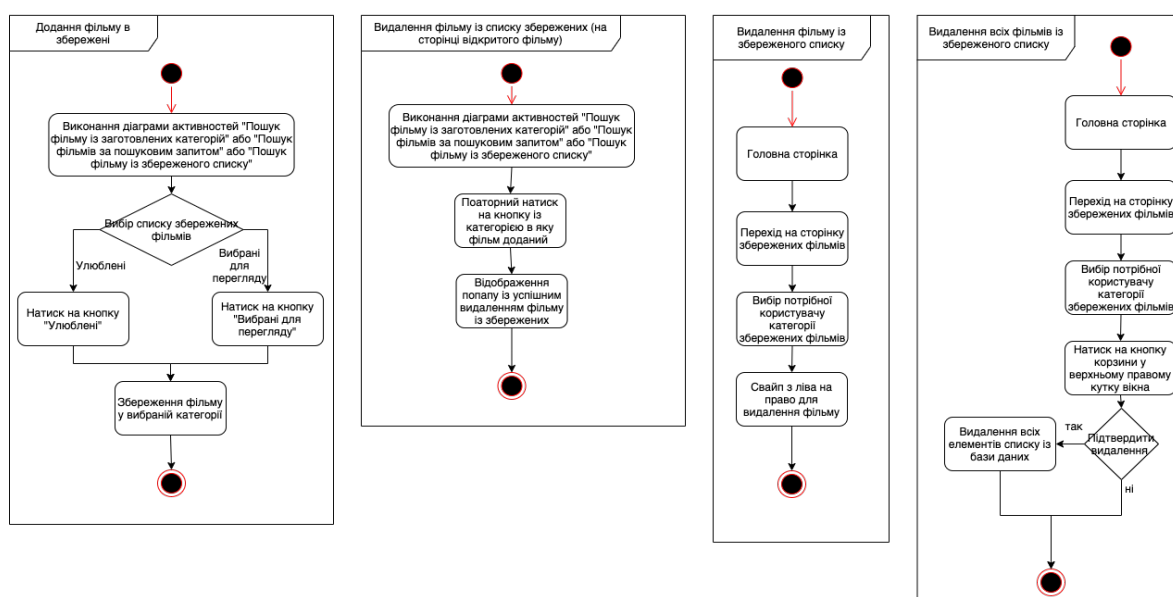 Додання фільму в
збережені
Виконання діаграми активностей "Пошук
фільму із заготовлених категорій" або "Пошук
фільмів за пошуковим запитом" або "Пошук
фільму із збереженого списку"
Вибір списку збережених
фільмів
Улюблені
Вибрані
для
перегляду
Натиск на кнопку
"Улюблені"
Натиск на кнопку
"Вибрані для
перегляду"
Збереження фільму
у вибраній категорії
Видалення фільму із списку збережених (на
сторінці відкритого фільму)
Виконання діаграми активностей "Пошук
фільму із заготовлених категорій" або "Пошук
фільмів за пошуковим запитом" або "Пошук
фільму із збереженого списку"
Поаторний натиск
на кнопку із
категорією в яку
фільм доданий
Відображення
попапу із успішним
видаленням фільму
із збережених
Видалення фільму із
збереженого списку
Головна сторінка
Перехід на сторінку
збережених фільмів
Вибір потрібної
користувачу
категорії
збережених фільмів
Свайп з ліва на
право для
видалення фільму
Видалення всіх фільмів із
збереженого списку
Головна сторінка
Перехід на сторінку
збережених фільмів
Вибір потрібної
користувачу
категорії
збережених фільмів
Натиск на кнопку
корзини у
верхньому правому
кутку вікна
Підтвердити
видалення
так
ні
Видалення всіх
елементів списку із
бази даних